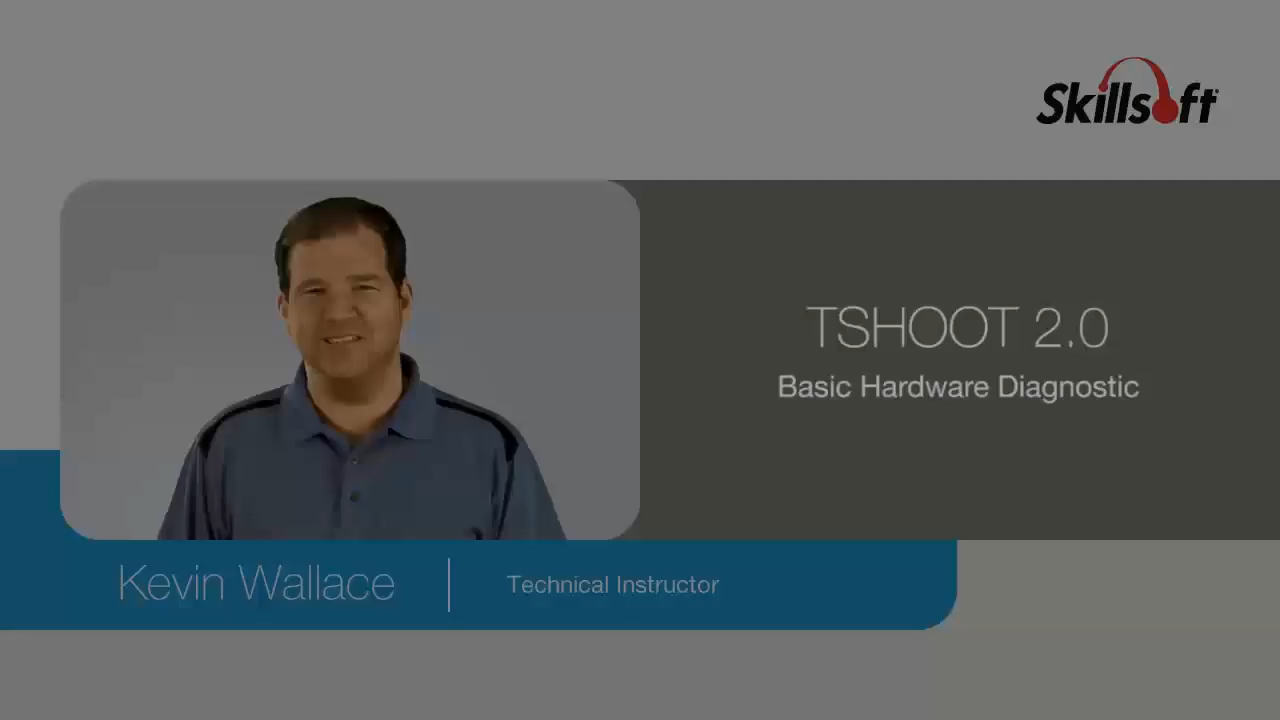 Skillsoft
TSHOOT 2.0
Basic Hardware Diagnostic
Kevin Wallace
Technical Instructor